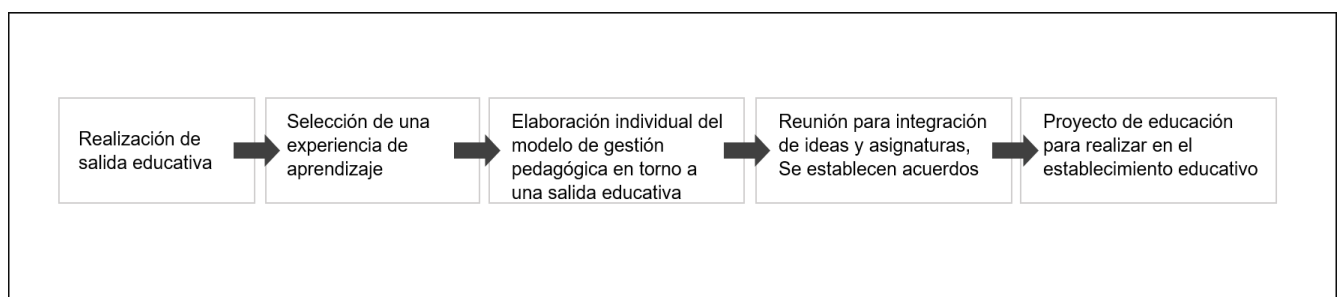 Realización de
salida educativa
Selección de una
experiencia de
aprendizaje
Elaboración individual del
modelo de gestión
pedagógica en torno a
una salida educativa
Reunión para integración
de ideas y asignaturas,
Se establecen acuerdos
Proyecto de educación
para realizar en el
establecimiento educativo